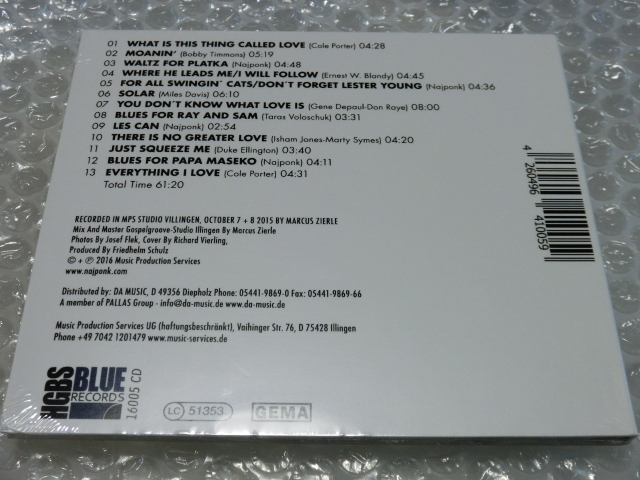 01 WHAT IS THIS THING CALLED LOVE (Cole Porter) 04:28
02 MOANIN' (Bobby Timmons) 05:19
03 WALTZ FOR PLATKA (Najponk) 04:48
04 WHERE HE LEADS ME/I WILL FOLLOW (Ernest W. Blandy) 04:45
05 FOR ALL SWINGIN' CATS/DON'T FORGET LESTER YOUNG (Najponk) 04:36
06 SOLAR (Miles Davis) 06:10
07 YOU DON'T KNOW WHAT LOVE IS (Gene Depaul-Don Raye) 08:00
08 BLUES FOR RAY AND SAM (Taras Voloschuk) 03:31
09 LES CAN (Najponk) 02:54
10 THERE IS NO GREATER LOVE (Isham Jones-Marty Symes) 04:20
11 JUST SQUEEZE ME (Duke Ellington) 03:40
12 BLUES FOR PAPA MASEKO (Najponk) 04:11
13 EVERYTHING I LOVE (Cole Porter) 04:31
Total Time 61:20
RECORDED IN MPS STUDIO VILLINGEN, OCTOBER 7 + 8 2015 BY MARCUS ZIERLE
Mix And Master Gospelgroove-Studio Illingen By Marcus Zierle
Photos By Josef Flek, Cover By Richard Vierling,
Produced By Friedhelm Schulz
© + ℗ 2016 Music Production Services
www.najponk.com
Distributed by: DA MUSIC, D 49356 Diepholz Phone: 05441-9869-0 Fax: 05441-9869-66
A member of PALLAS Group · info@da-music.de www.da-music.de
Music Production Services UG (haftungsbeschränkt), Vaihinger Str. 76, D 75428 Illingen
Phone +49 7042 1201479 www.music-services.de
HGBS BLUE RECORDS
16005 CD
LC 51353
GEMA
4 260496 410059